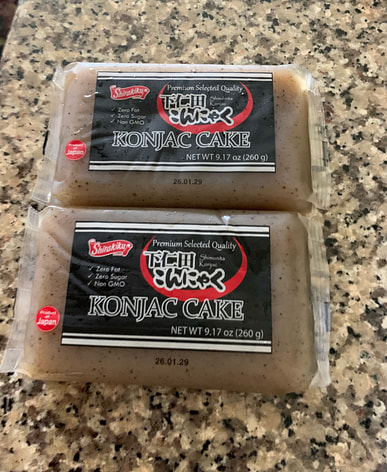 Shirakiku
Premium Selected Quality
✓ Zero Fat
✓ Zero Sugar
✓ Non GMO
下仁田
こんにゃく
Shimonita
Konjac
Product of
Japan
KONJAC CAKE
NET WT 9.17 oz (260 g)
26.01.29
Shirakiku
Premium Selected Quality
✓ Zero Fat
✓ Zero Sugar
✓ Non GMO
下仁田
こんにゃく
Shimonita
Konjac
Product of
Japan
KONJAC CAKE
NET WT 9.17 oz (260 g)
26.01.29